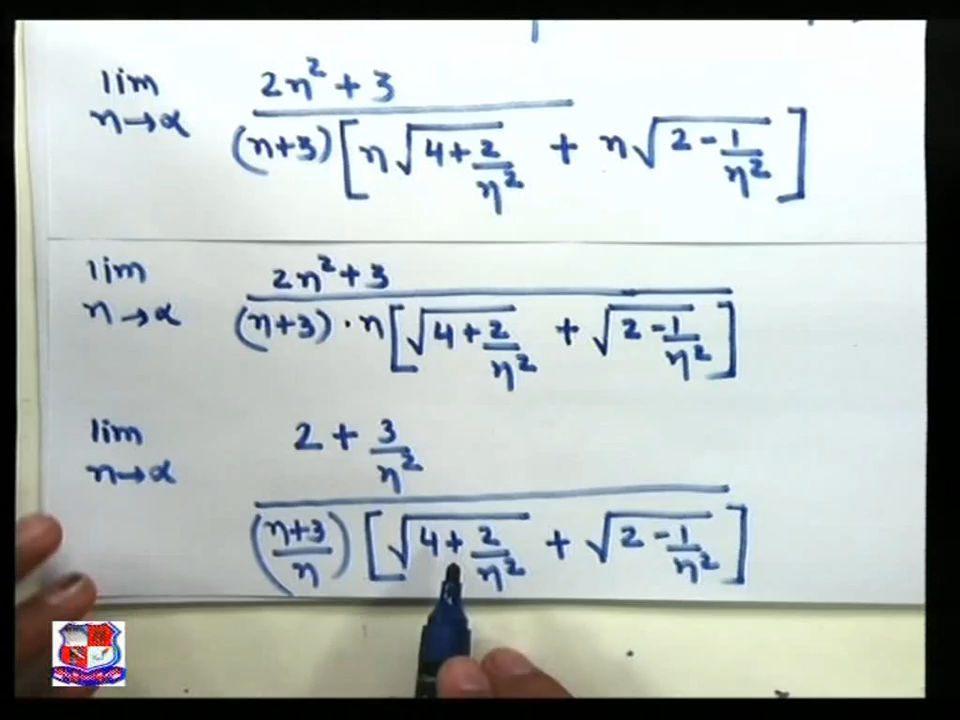 lim n→∝ (2n² + 3) / ((n+3) [n√(4 + 2/n²) + n√(2 - 1/n²)])
lim n→∝ (2n² + 3) / ((n+3) · n [√(4 + 2/n²) + √(2 - 1/n²)])
lim n→∝ (2 + 3/n²) / (((n+3)/n) [√(4 + 2/n²) + √(2 - 1/n²)])